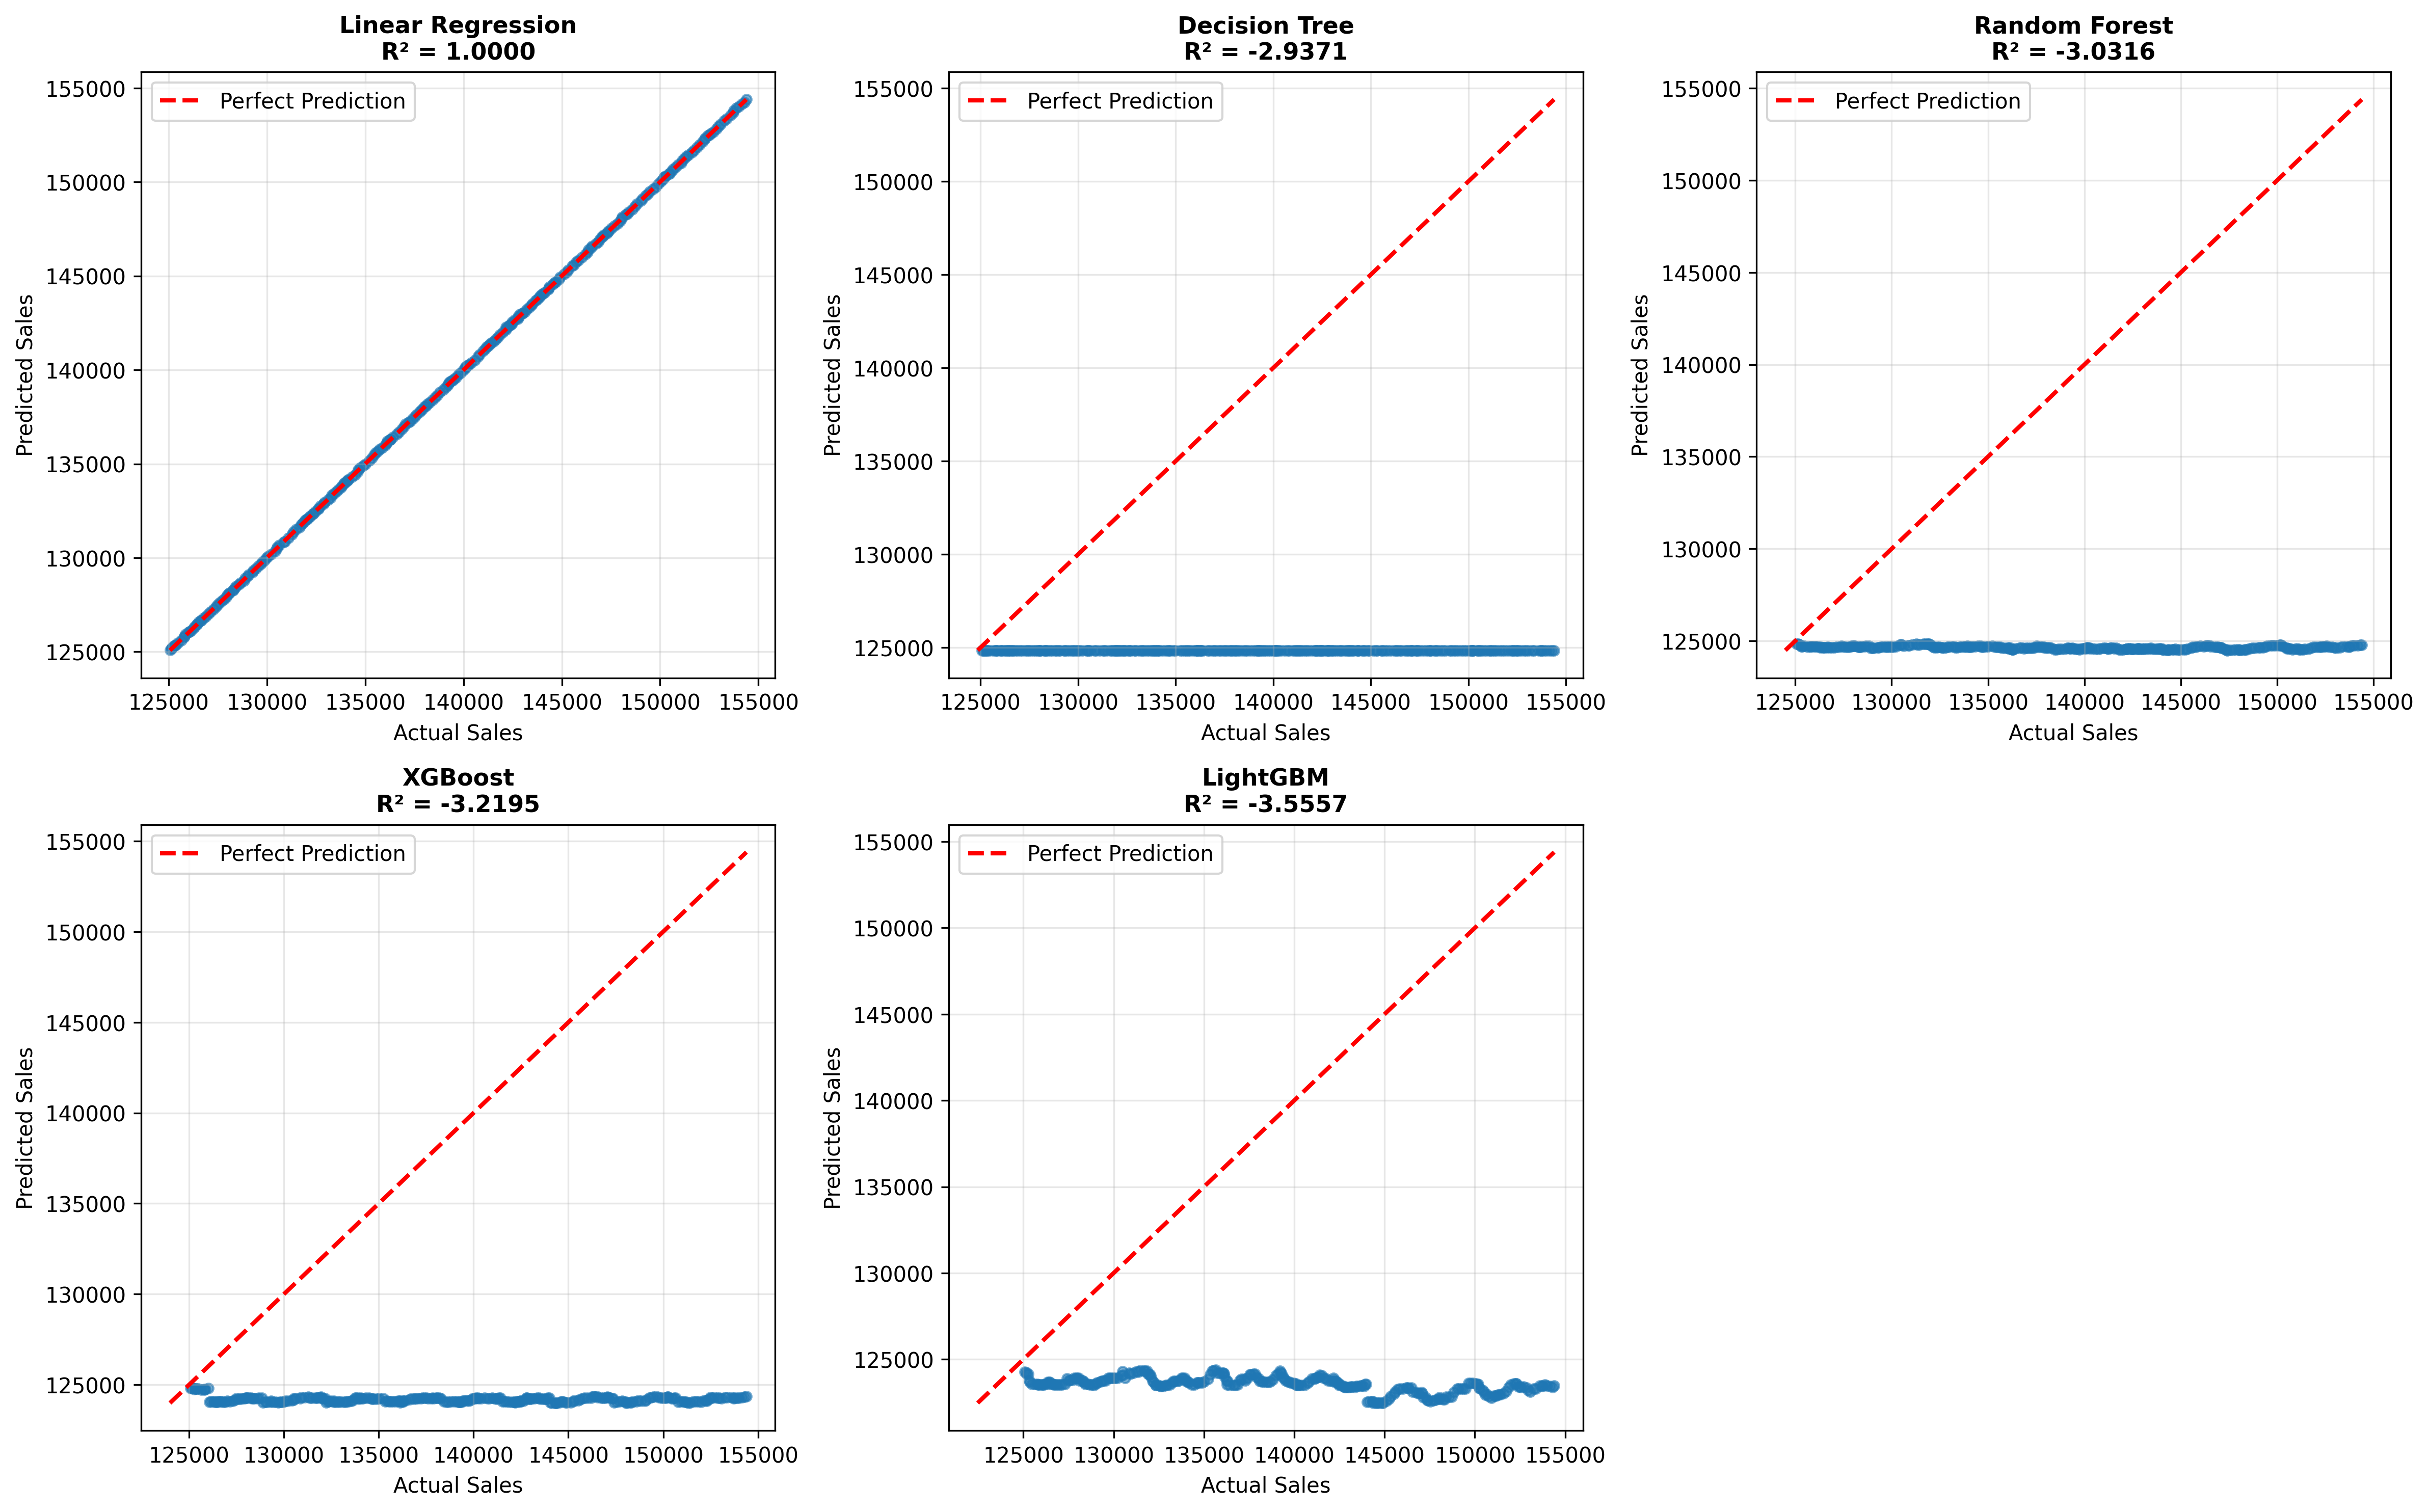 Linear Regression
R² = 1.0000
Perfect Prediction
155000
150000
145000
140000
135000
130000
125000
Predicted Sales
125000 130000 135000 140000 145000 150000 155000
Actual Sales
Decision Tree
R² = -2.9371
Perfect Prediction
155000
150000
145000
140000
135000
130000
125000
Predicted Sales
125000 130000 135000 140000 145000 150000 155000
Actual Sales
Random Forest
R² = -3.0316
Perfect Prediction
155000
150000
145000
140000
135000
130000
125000
Predicted Sales
125000 130000 135000 140000 145000 150000 155000
Actual Sales
XGBoost
R² = -3.2195
Perfect Prediction
155000
150000
145000
140000
135000
130000
125000
Predicted Sales
125000 130000 135000 140000 145000 150000 155000
Actual Sales
LightGBM
R² = -3.5557
Perfect Prediction
155000
150000
145000
140000
135000
130000
125000
Predicted Sales
125000 130000 135000 140000 145000 150000 155000
Actual Sales